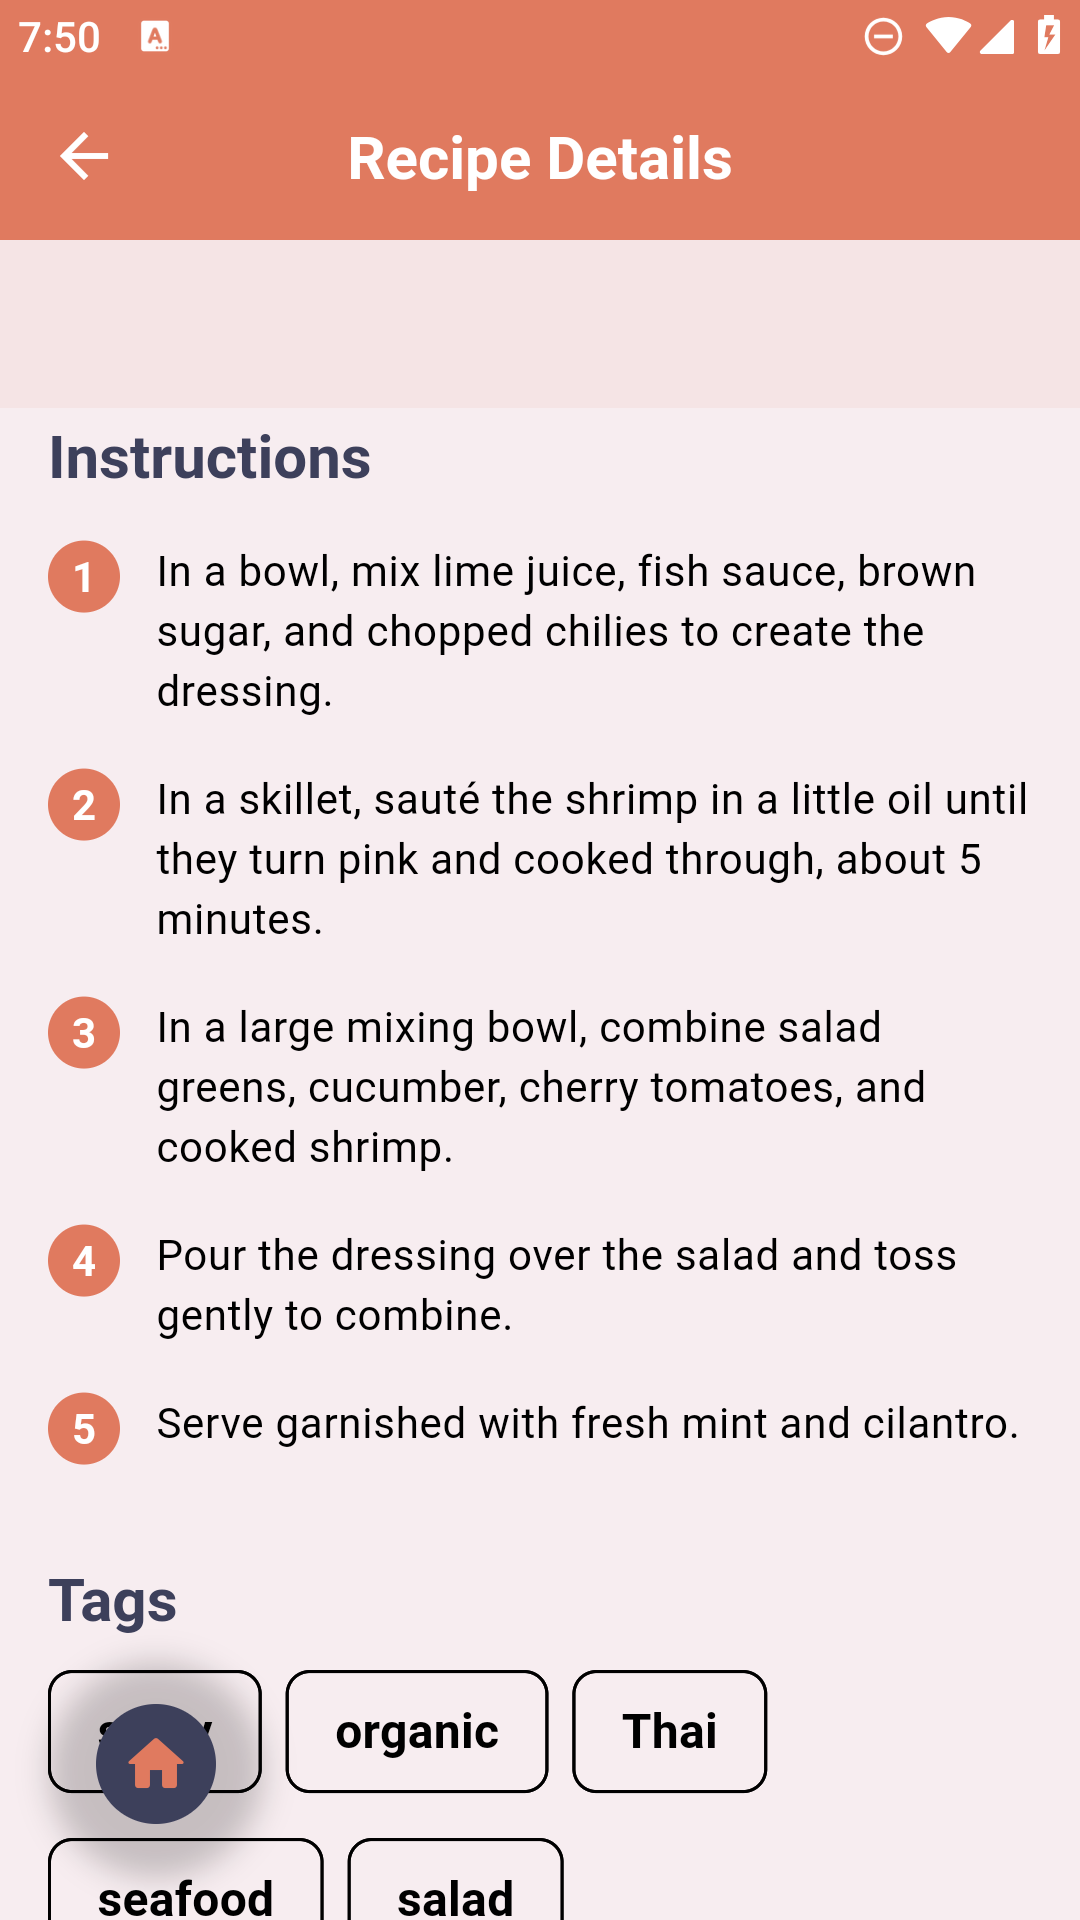 7:50
Recipe Details
Instructions
1
In a bowl, mix lime juice, fish sauce, brown
sugar, and chopped chilies to create the
dressing.
2
In a skillet, sauté the shrimp in a little oil until
they turn pink and cooked through, about 5
minutes.
3
In a large mixing bowl, combine salad
greens, cucumber, cherry tomatoes, and
cooked shrimp.
4
Pour the dressing over the salad and toss
gently to combine.
5
Serve garnished with fresh mint and cilantro.
Tags
organic
Thai
seafood
salad